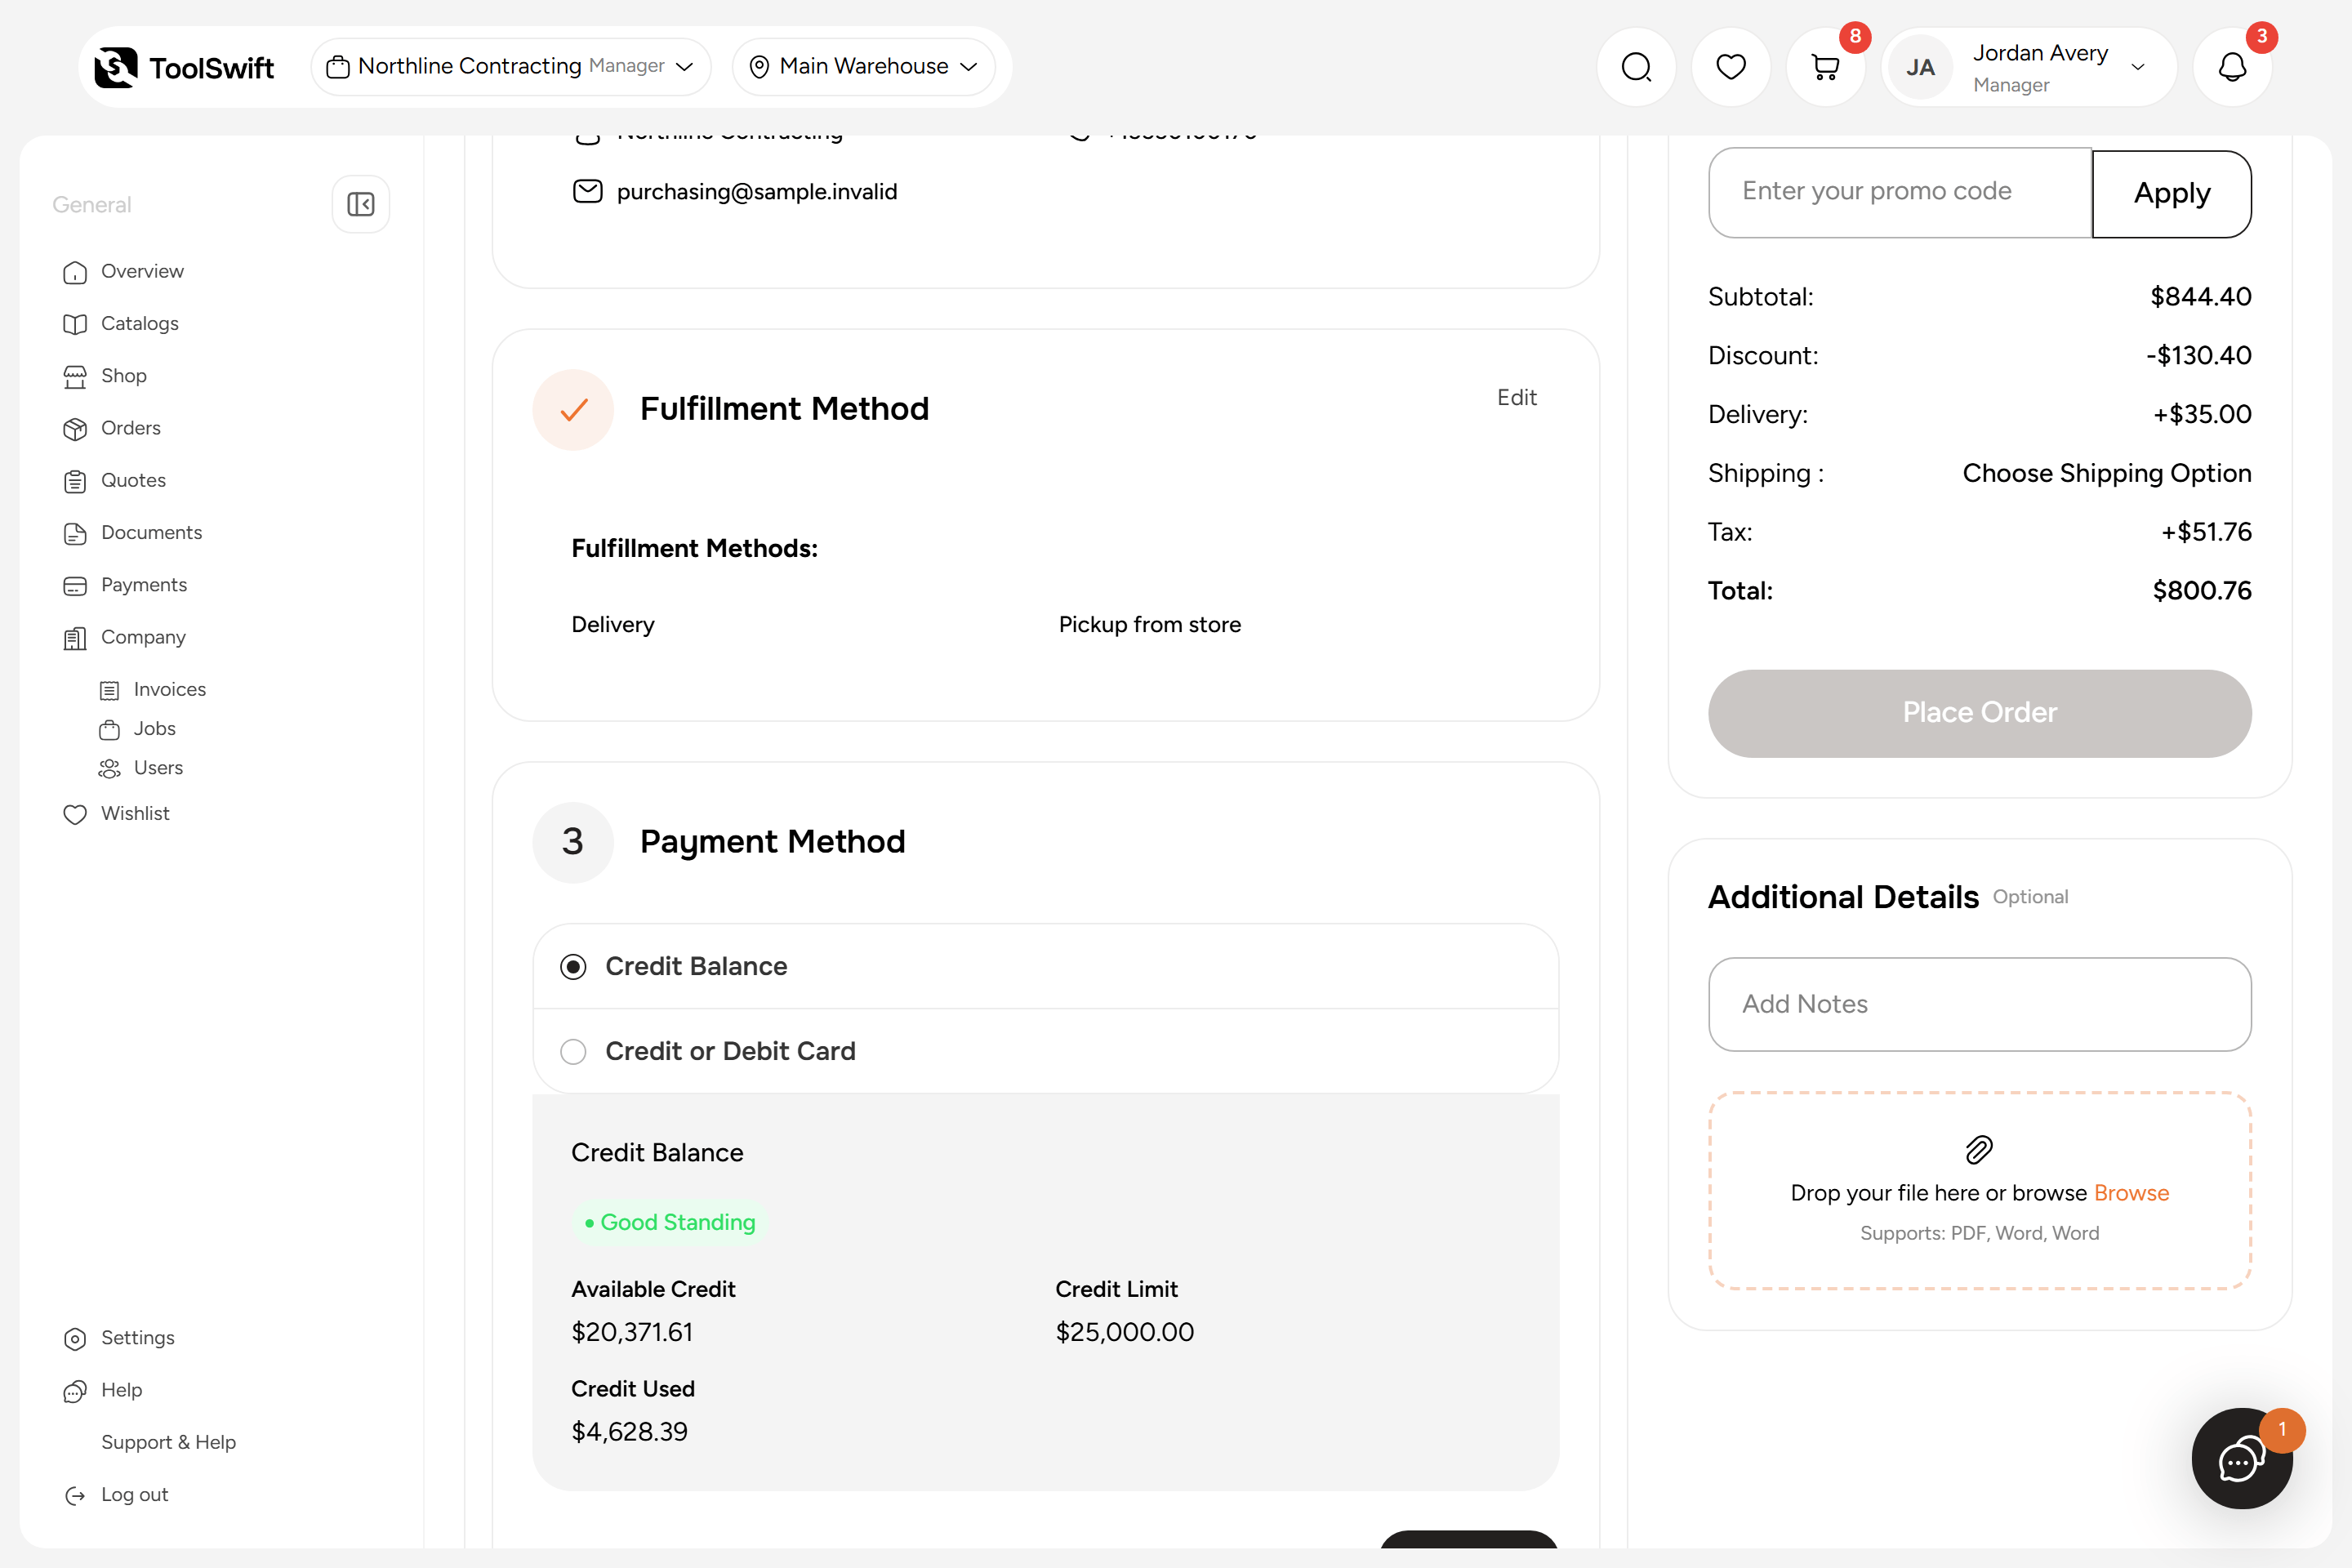 ToolSwift
Northline Contracting Manager
Main Warehouse
8
JA
Jordan Avery
Manager
3
General
Overview
Catalogs
Shop
Orders
Quotes
Documents
Payments
Company
Invoices
Jobs
Users
Wishlist
Settings
Help
Support & Help
Log out
Northline Contracting
purchasing@sample.invalid
Fulfillment Method
Edit
Fulfillment Methods:
Delivery
Pickup from store
3
Payment Method
Credit Balance
Credit or Debit Card
Credit Balance
Good Standing
Available Credit
$20,371.61
Credit Limit
$25,000.00
Credit Used
$4,628.39
Enter your promo code
Apply
Subtotal: $844.40
Discount: -$130.40
Delivery: +$35.00
Shipping : Choose Shipping Option
Tax: +$51.76
Total: $800.76
Place Order
Additional Details Optional
Add Notes
Drop your file here or browse Browse
Supports: PDF, Word, Word
1